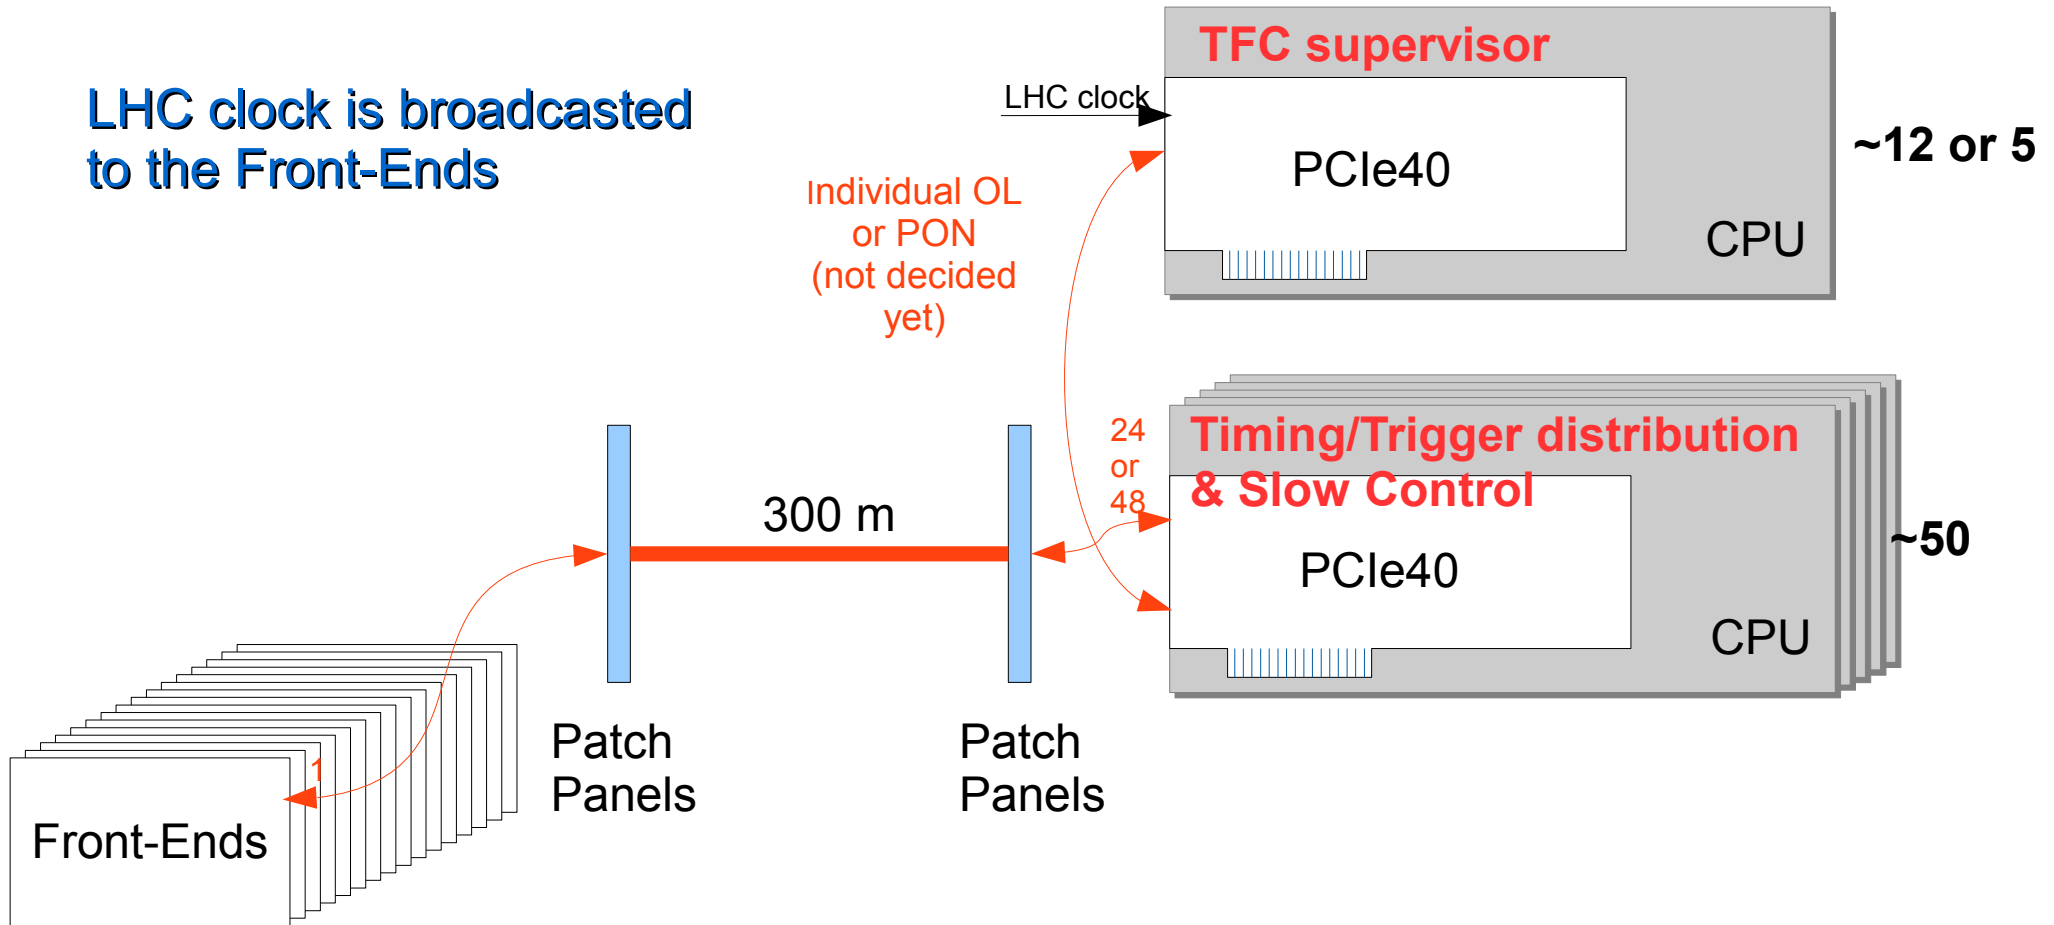 LHC clock is broadcasted
to the Front-Ends
TFC supervisor
LHC clock
PCIe40
CPU
~12 or 5
Individual OL
or PON
(not decided
yet)
24
or
48
Timing/Trigger distribution
& Slow Control
PCIe40
CPU
~50
300 m
Patch
Panels
Patch
Panels
1
Front-Ends